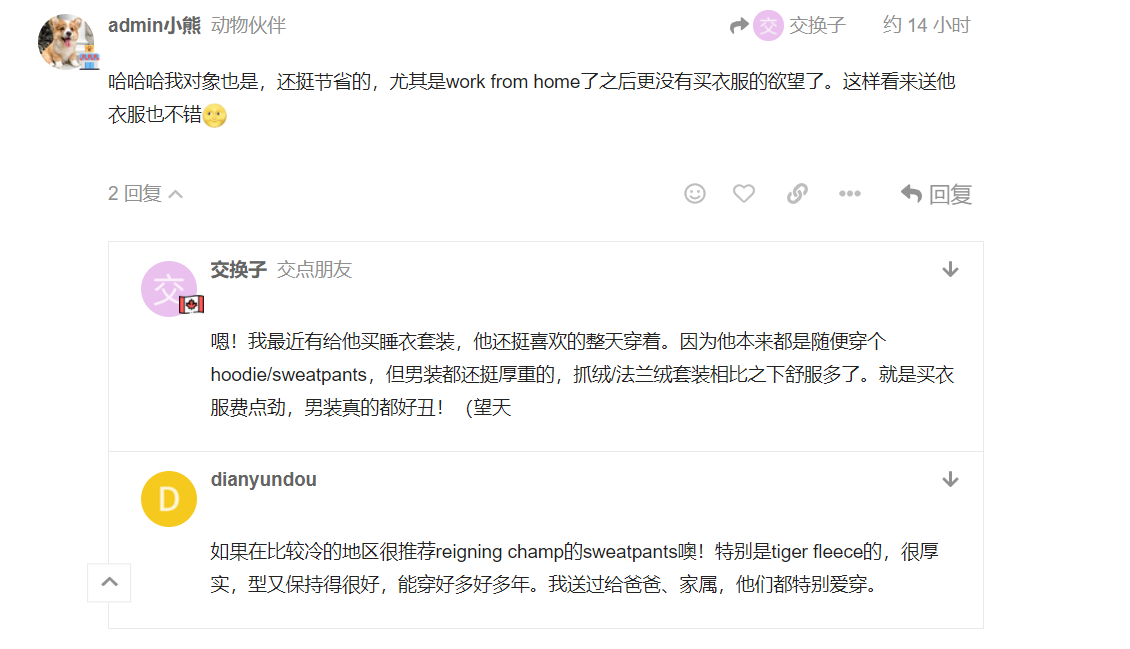 admin小熊 动物伙伴 交 交换子 约 14 小时
哈哈哈我对象也是，还挺节省的，尤其是work from home了之后更没有买衣服的欲望了。这样看来送他
衣服也不错
2 回复 回复
交 交换子 交点朋友
嗯！我最近有给他买睡衣套装，他还挺喜欢的整天穿着。因为他本来都是随便穿个
hoodie/sweatpants，但男装都还挺厚重的，抓绒/法兰绒套装相比之下舒服多了。就是买衣
服费点劲，男装真的都好丑！（望天
D dianyundou
如果在比较冷的地区很推荐reigning champ的sweatpants噢！特别是tiger fleece的，很厚
实，型又保持得很好，能穿好多好多年。我送过给爸爸、家属，他们都特别爱穿。